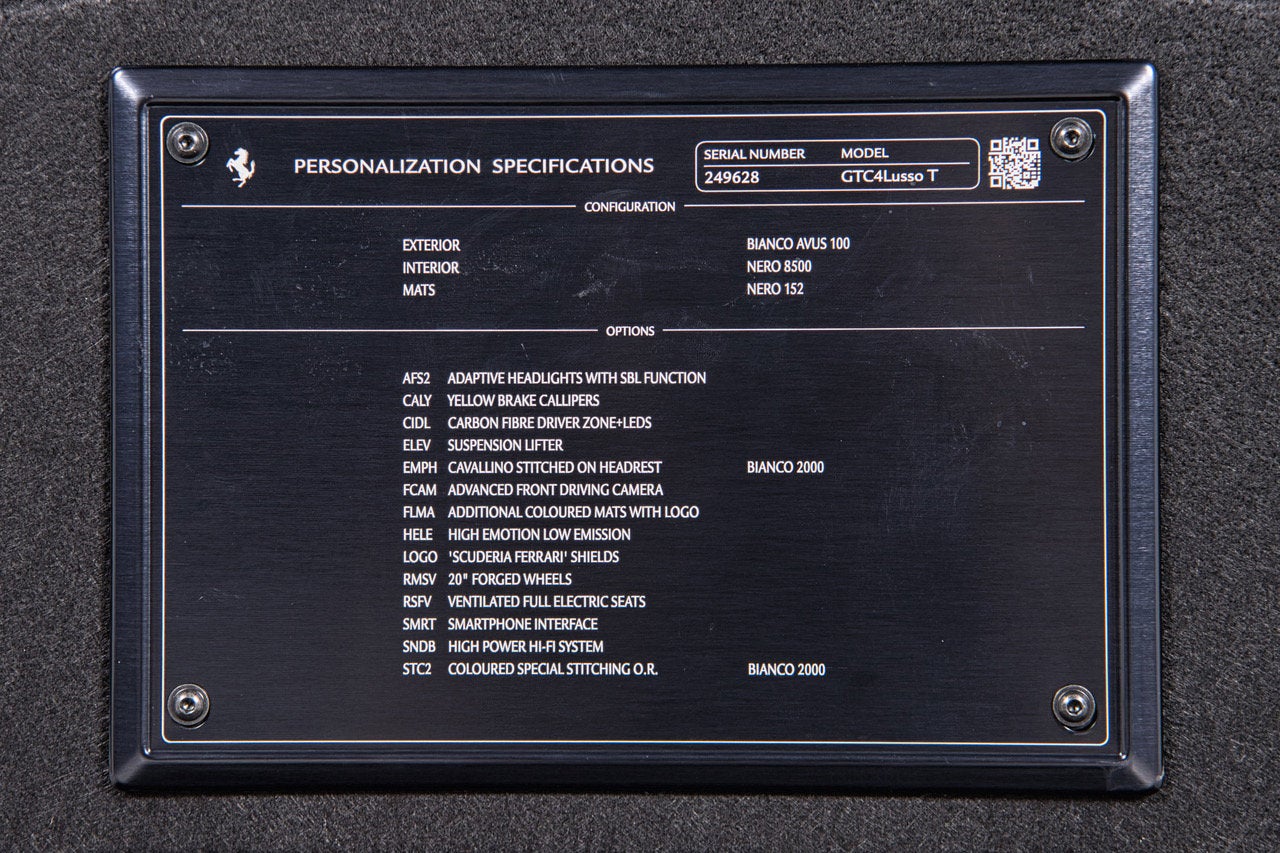 PERSONALIZATION SPECIFICATIONS
SERIAL NUMBER MODEL
249628 GTC4Lusso T
CONFIGURATION
EXTERIOR BIANCO AVUS 100
INTERIOR NERO 8500
MATS NERO 152
OPTIONS
AFS2 ADAPTIVE HEADLIGHTS WITH SBL FUNCTION
CALY YELLOW BRAKE CALLIPERS
CIDL CARBON FIBRE DRIVER ZONE+LEDS
ELEV SUSPENSION LIFTER
EMPH CAVALLINO STITCHED ON HEADREST BIANCO 2000
FCAM ADVANCED FRONT DRIVING CAMERA
FLMA ADDITIONAL COLOURED MATS WITH LOGO
HELE HIGH EMOTION LOW EMISSION
LOGO 'SCUDERIA FERRARI' SHIELDS
RMSV 20" FORGED WHEELS
RSFV VENTILATED FULL ELECTRIC SEATS
SMRT SMARTPHONE INTERFACE
SNDB HIGH POWER HI-FI SYSTEM
STC2 COLOURED SPECIAL STITCHING O.R. BIANCO 2000